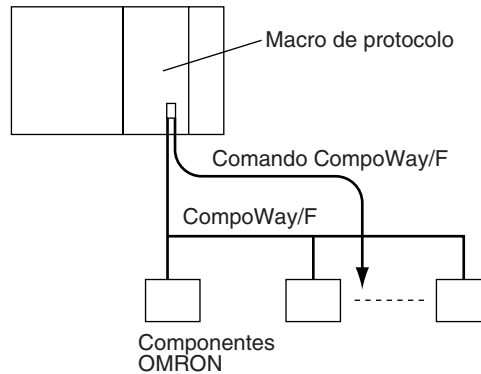 Macro de protocolo
Comando CompoWay/F
CompoWay/F
Componentes
OMRON